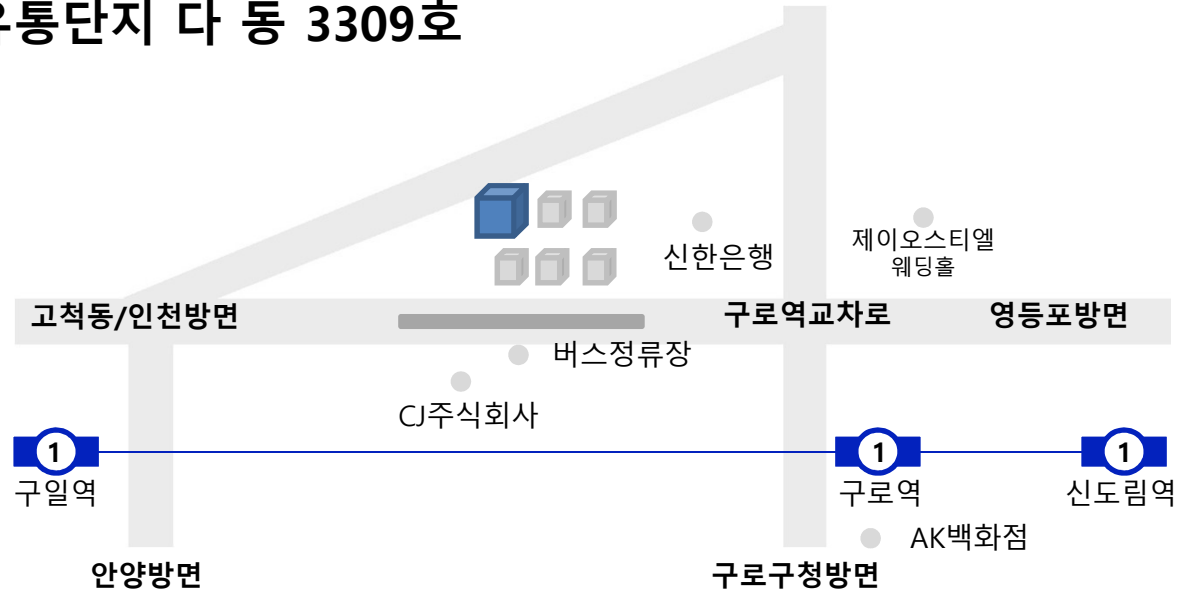 유통단지 다 동 3309호
신한은행
제이오스티엘
웨딩홀
고척동/인천방면
구로역교차로
영등포방면
버스정류장
CJ주식회사
1
1
1
구일역
구로역
신도림역
AK백화점
안양방면
구로구청방면